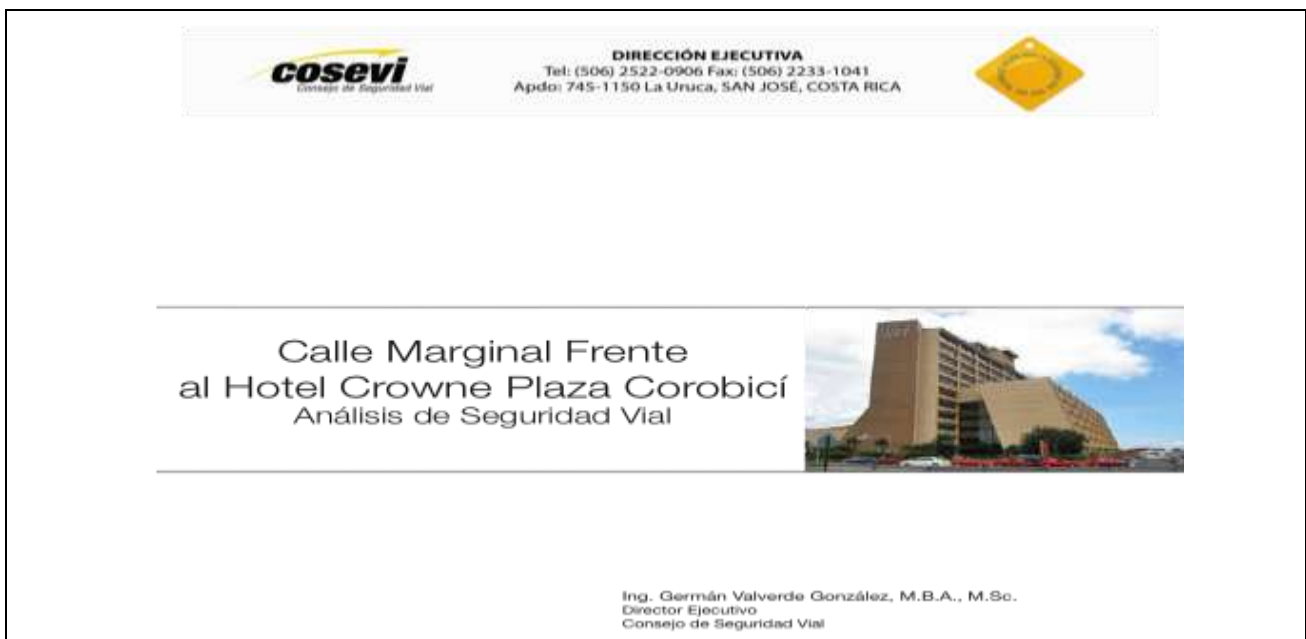 cosevi
Consejo de Seguridad Vial
DIRECCIÓN EJECUTIVA
Tel: (506) 2522-0906 Fax: (506) 2233-1041
Apdo: 745-1150 La Uruca, SAN JOSÉ, COSTA RICA
Calle Marginal Frente
al Hotel Crowne Plaza Corobicí
Análisis de Seguridad Vial
Ing. Germán Valverde González, M.B.A., M.Sc.
Director Ejecutivo
Consejo de Seguridad Vial